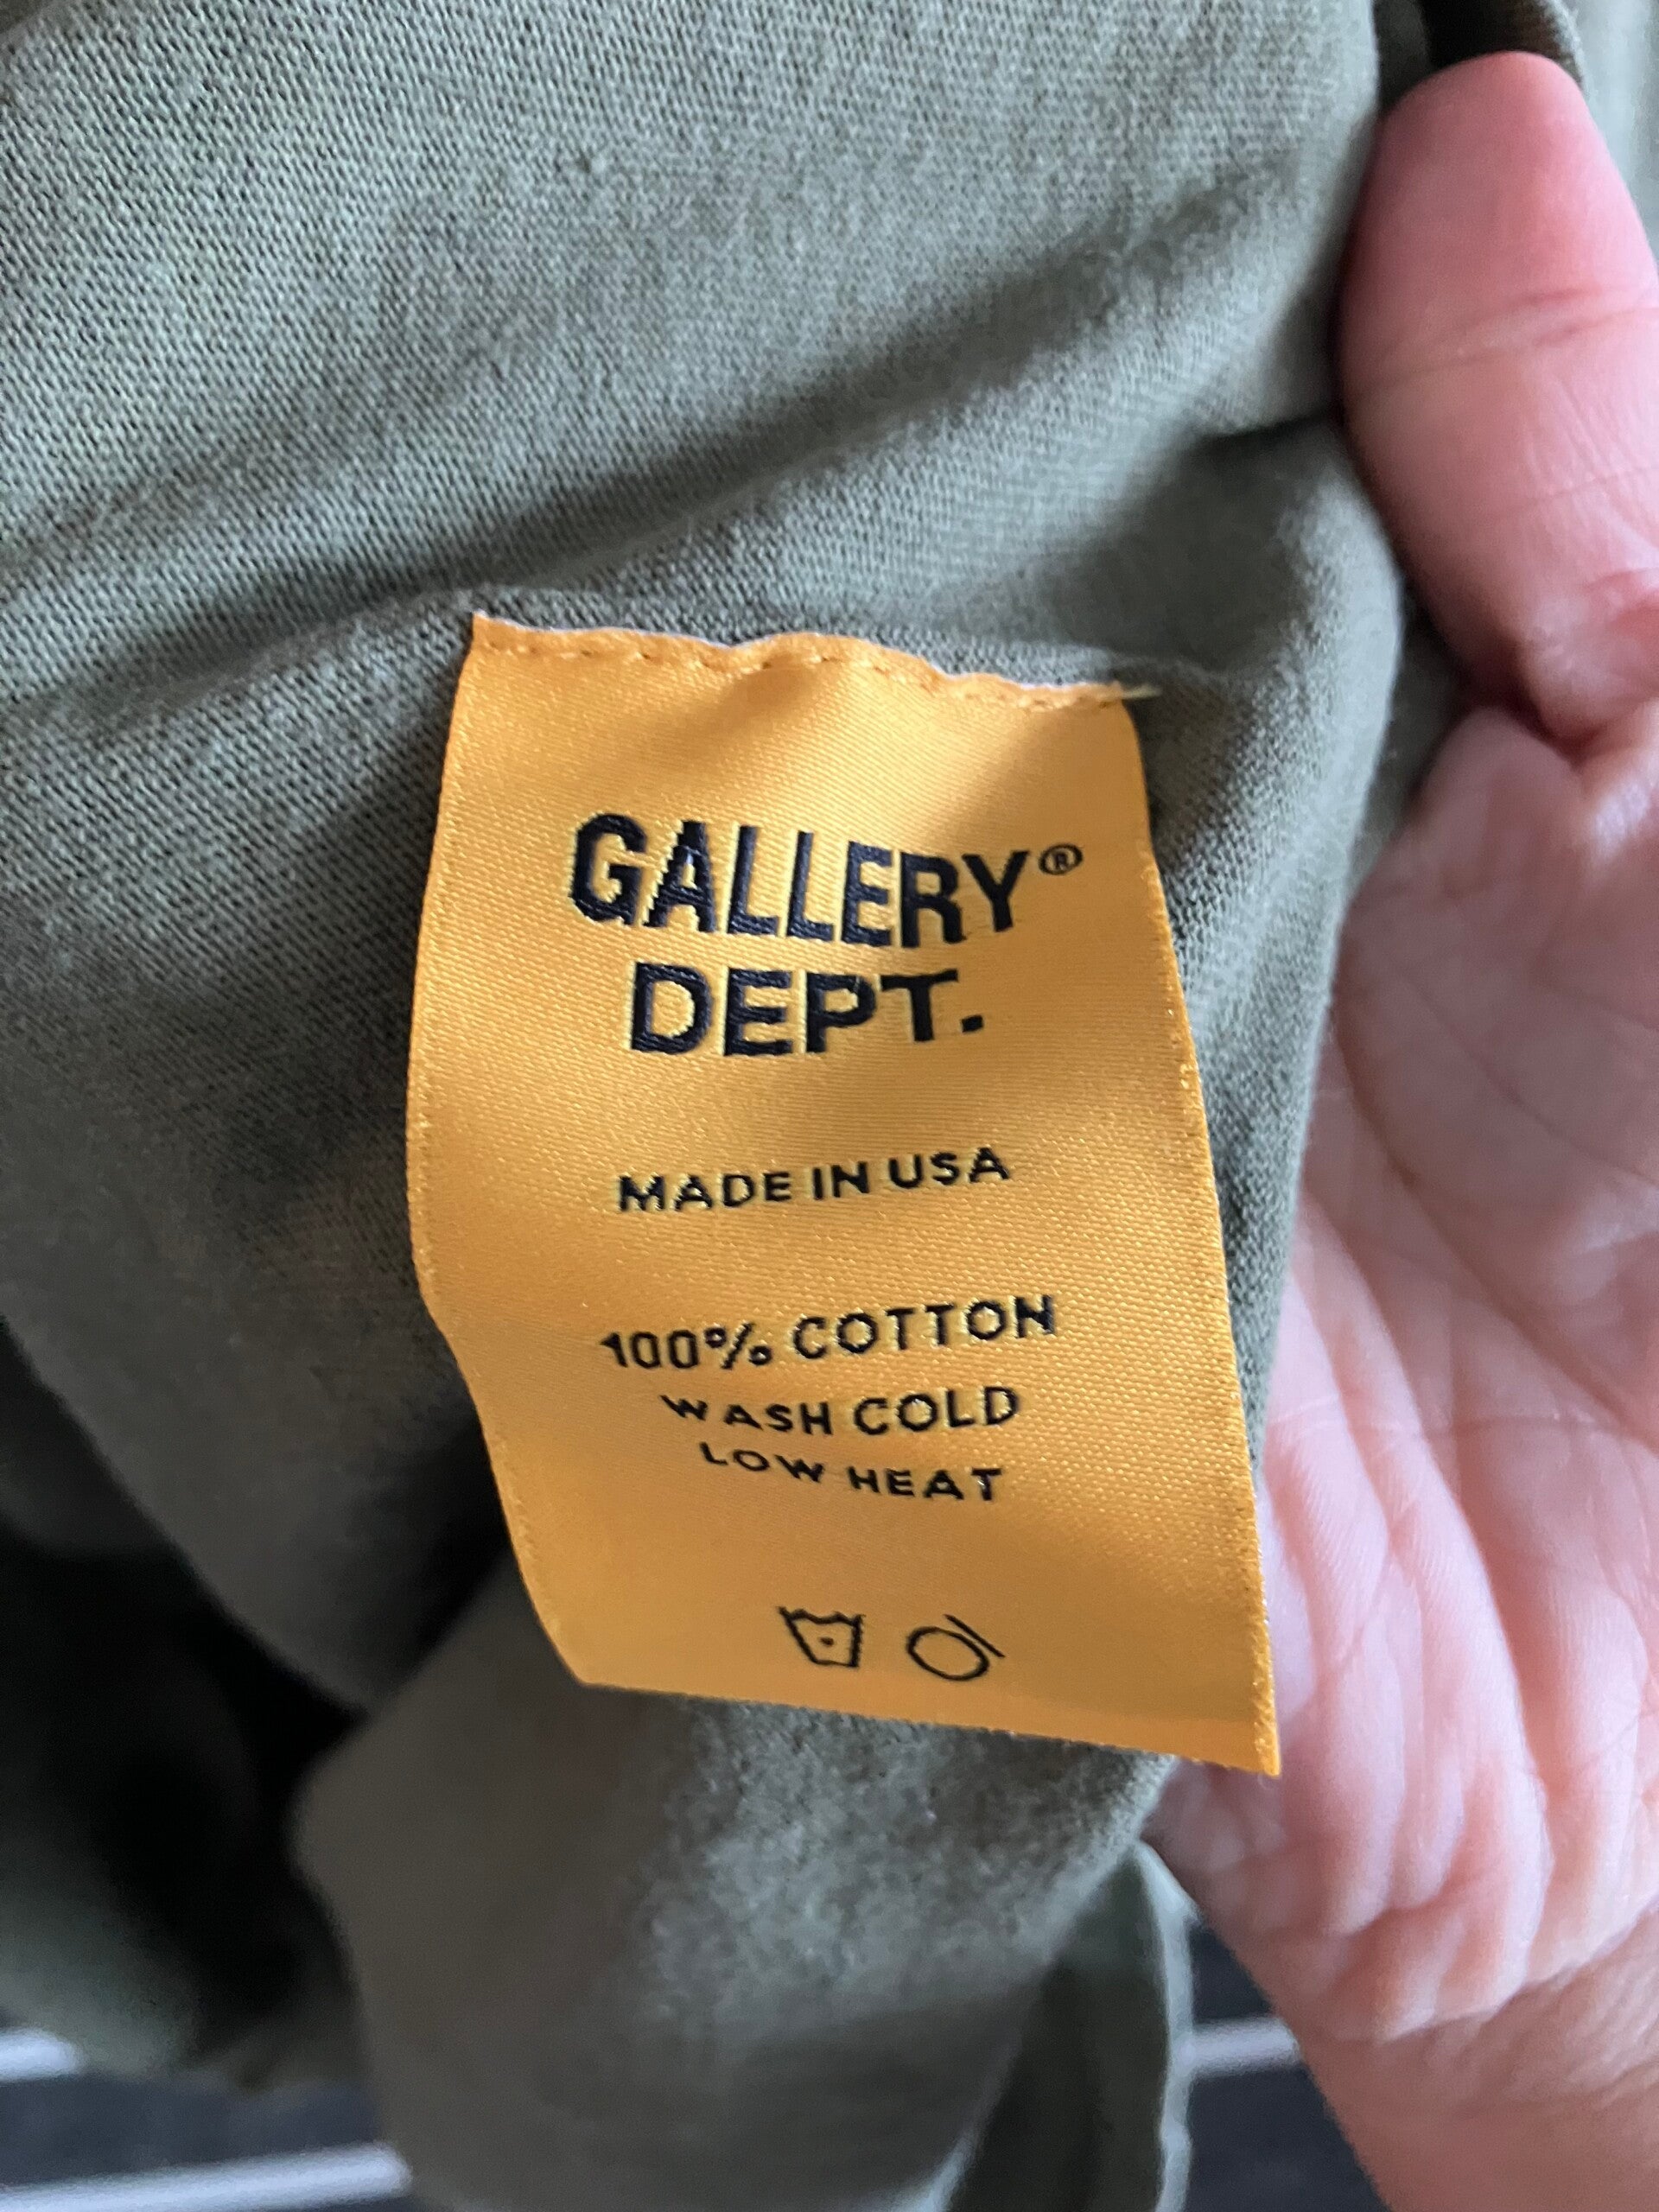 GALLERY®
DEPT.
MADE IN USA
100% COTTON
WASH COLD
LOW HEAT